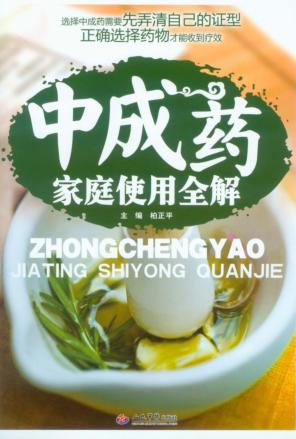 选择中成药需要先弄清自己的证型
正确选择药物才能收到疗效
中成药
家庭使用全解
主 编 柏正平
ZHONGCHENGYAO
JIATING SHIYONG QUANJIE